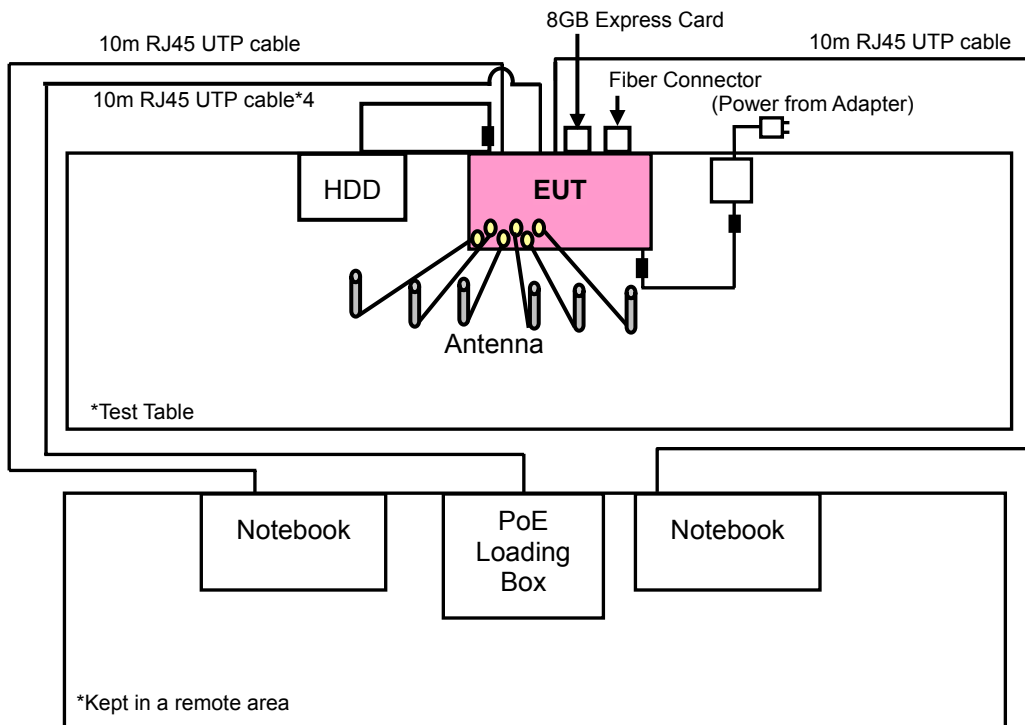 8GB Express Card
10m RJ45 UTP cable
10m RJ45 UTP cable
Fiber Connector
10m RJ45 UTP cable*4
(Power from Adapter)
HDD
EUT
Antenna
*Test Table
Notebook
PoE
Loading
Box
Notebook
*Kept in a remote area